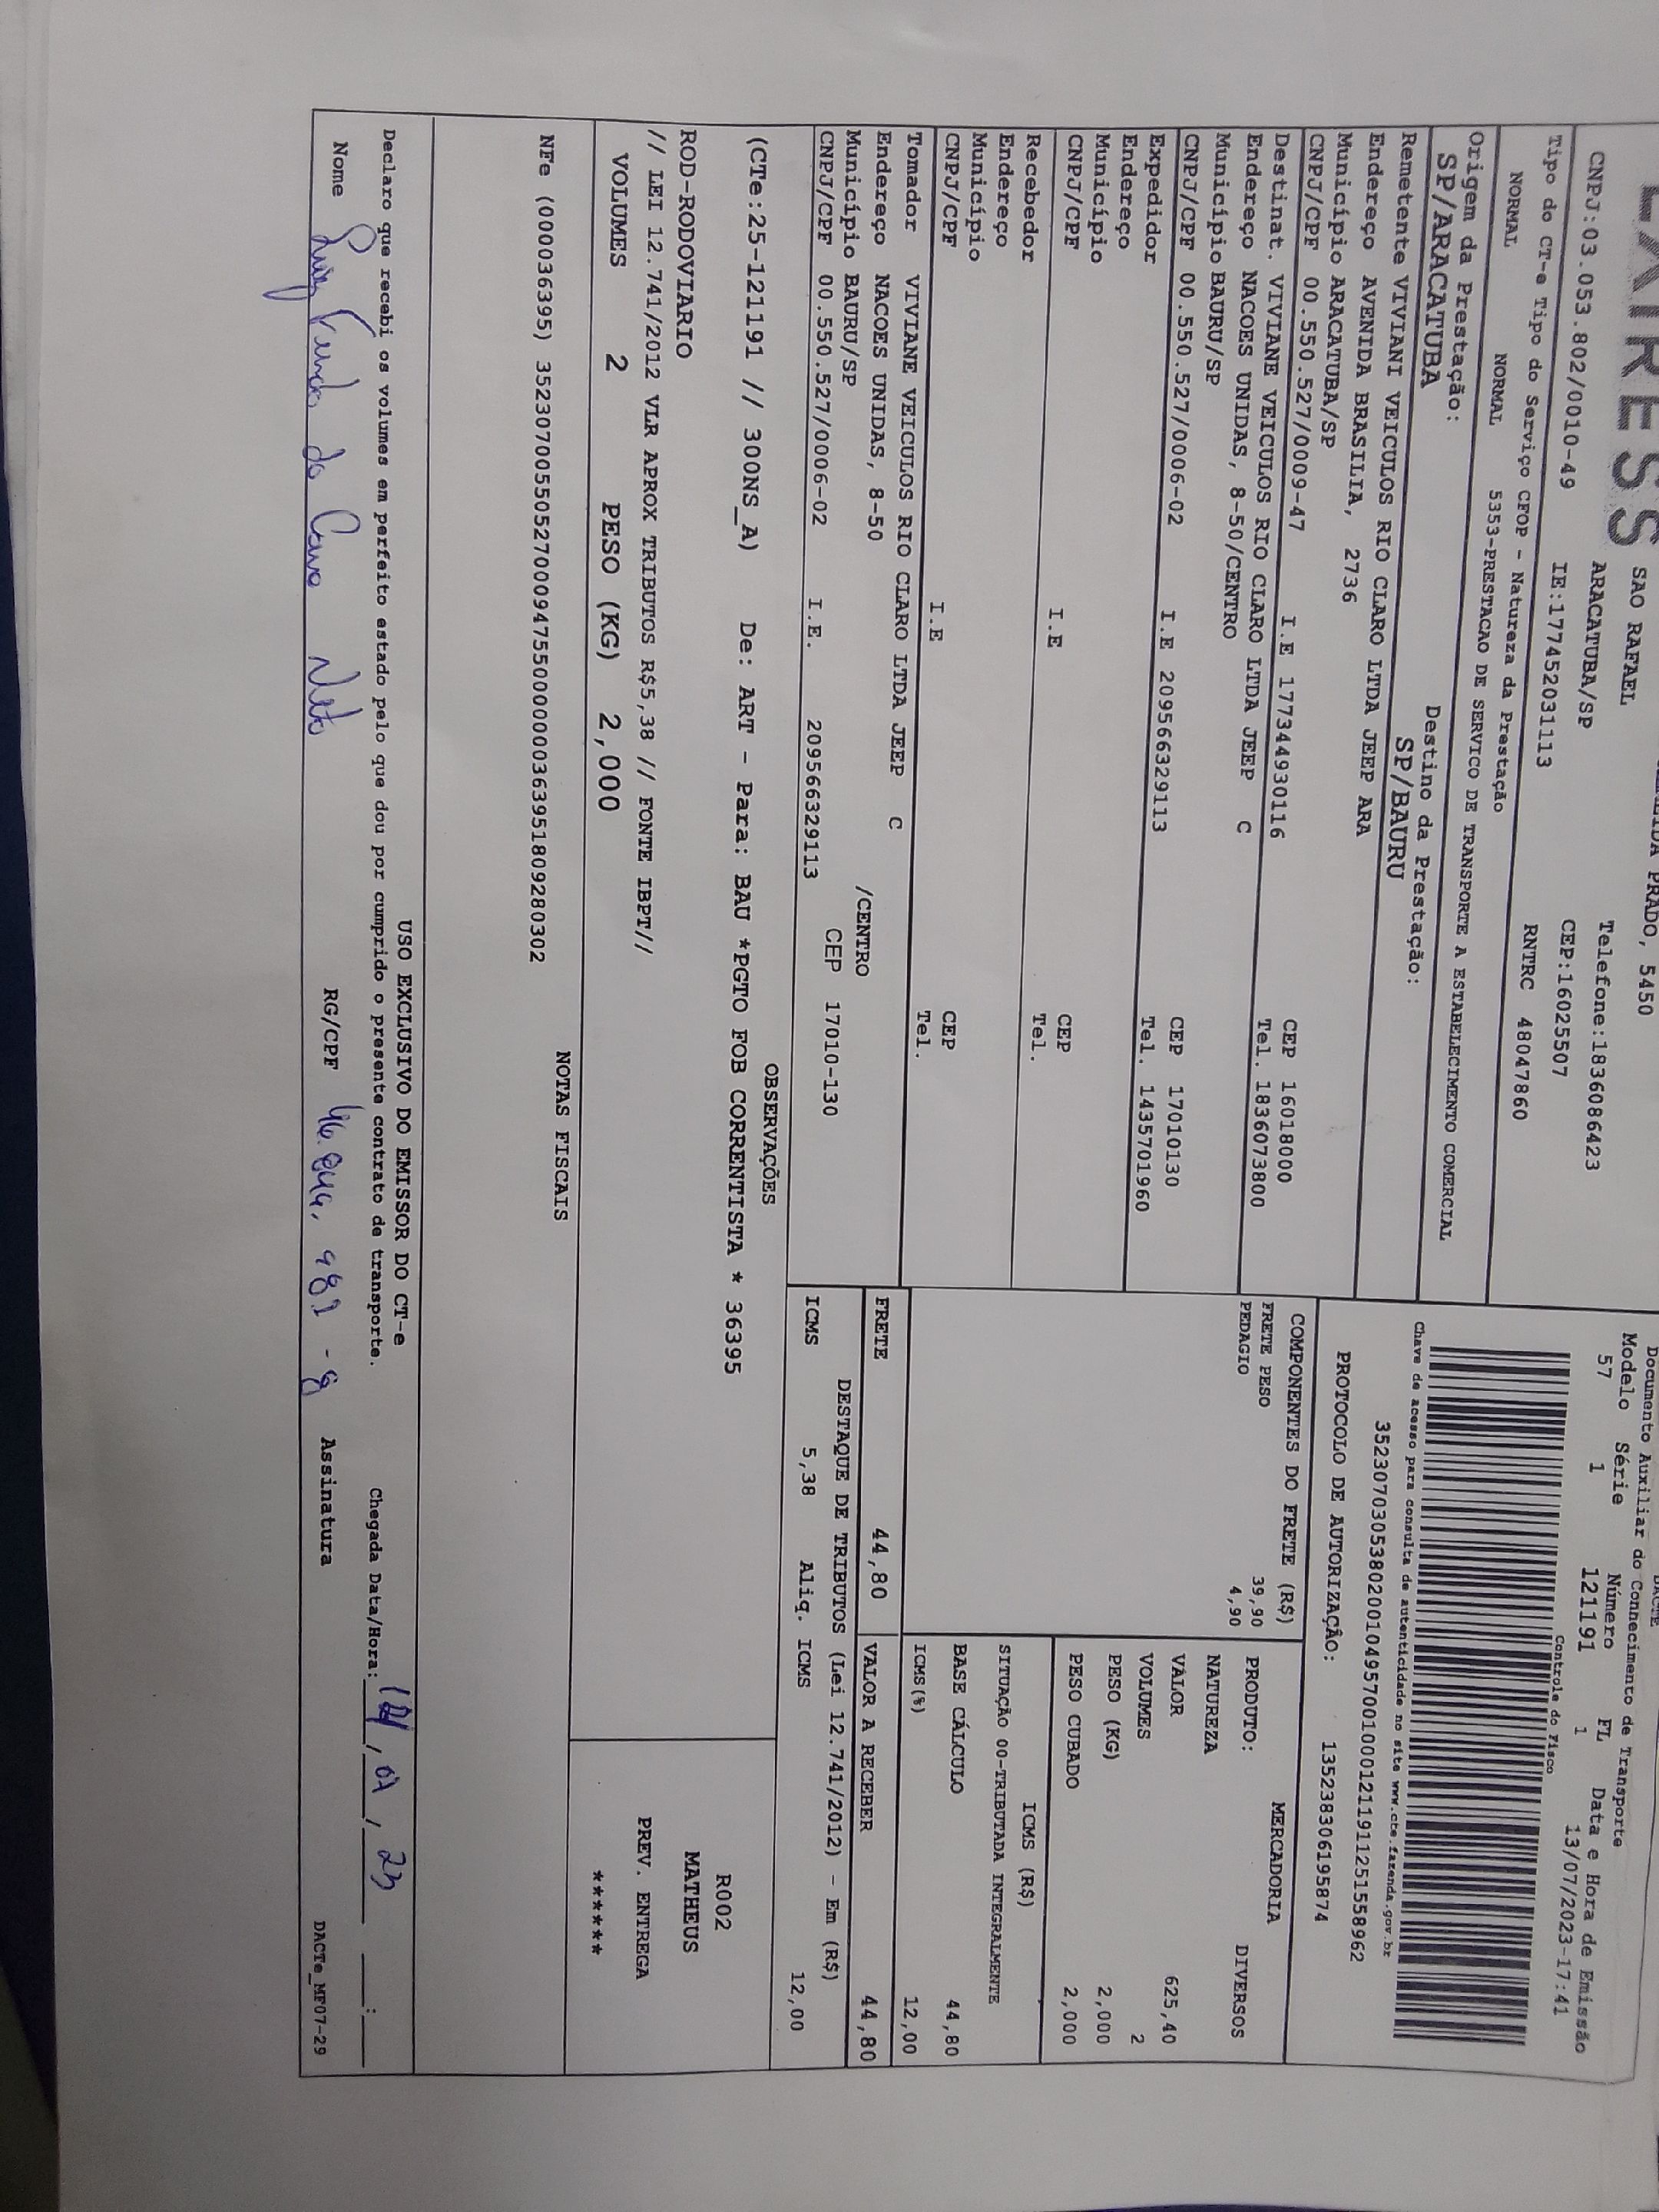 EXPRESS
PRADO, 5450
SAO RAFAEL
ARACATUBA/SP Telefone:1836086423
CNPJ:03.053.802/0010-49 IE:177452031113 CEP:16025507
Tipo do CT-e Tipo do Serviço CFOP - Natureza da Prestação RNTRC 48047860
NORMAL NORMAL 5353-PRESTACAO DE SERVICO DE TRANSPORTE A ESTABELECIMENTO COMERCIAL
Origem da Prestação: Destino da Prestação:
SP/ARACATUBA SP/BAURU
Remetente VIVIANI VEICULOS RIO CLARO LTDA JEEP ARA
Endereço AVENIDA BRASILIA, 2736
Município ARACATUBA/SP CEP 16018000
CNPJ/CPF 00.550.527/0009-47 I.E 177344930116 Tel. 1836073800
Destinat. VIVIANE VEICULOS RIO CLARO LTDA JEEP C
Endereço NACOES UNIDAS, 8-50/CENTRO
Município BAURU/SP CEP 17010130
CNPJ/CPF 00.550.527/0006-02 I.E 209566329113 Tel. 1435701960
Expedidor
Endereço
Município CEP
CNPJ/CPF I.E Tel.
Recebedor
Endereço
Município CEP
CNPJ/CPF I.E Tel.
Tomador VIVIANE VEICULOS RIO CLARO LTDA JEEP C
Endereço NACOES UNIDAS, 8-50 /CENTRO
Município BAURU/SP CEP 17010-130
CNPJ/CPF 00.550.527/0006-02 I.E. 209566329113
DACTE
Documento Auxiliar do Conhecimento de Transporte
Modelo Série Número FL Data e Hora de Emissão
57 1 121191 1 13/07/2023-17:41
Controle do Fisco
Chave de acesso para consulta de autenticidade no site www.cte.fazenda.gov.br
35230703053802001049570010001211911251558962
PROTOCOLO DE AUTORIZAÇÃO: 135238306195874
COMPONENTES DO FRETE (R$)
FRETE PESO 39,90
PEDAGIO 4,90
MERCADORIA
PRODUTO: DIVERSOS
NATUREZA
VALOR 625,40
VOLUMES 2
PESO (KG) 2,000
PESO CUBADO 2,000
ICMS (R$)
SITUAÇÃO 00-TRIBUTADA INTEGRALMENTE
BASE CÁLCULO 44,80
ICMS(%) 12,00
FRETE 44,80 VALOR A RECEBER 44,80
DESTAQUE DE TRIBUTOS (Lei 12.741/2012) - Em (R$)
ICMS 5,38 Aliq. ICMS 12,00
OBSERVAÇÕES
(CTe:25-121191 // 300NS_A) De: ART - Para: BAU *PGTO FOB CORRENTISTA * 36395
ROD-RODOVIARIO
// LEI 12.741/2012 VLR APROX TRIBUTOS R$5,38 // FONTE IBPT//
VOLUMES 2 PESO (KG) 2,000
R002
MATHEUS
PREV. ENTREGA
******
NOTAS FISCAIS
NFe (000036395) 35230700550527000947550000000363951809280302
USO EXCLUSIVO DO EMISSOR DO CT-e
Declaro que recebi os volumes em perfeito estado pelo que dou por cumprido o presente contrato de transporte. Chegada Data/Hora: 14/07/23 __:__
Nome Neto RG/CPF Assinatura
DACTe_MF07-29